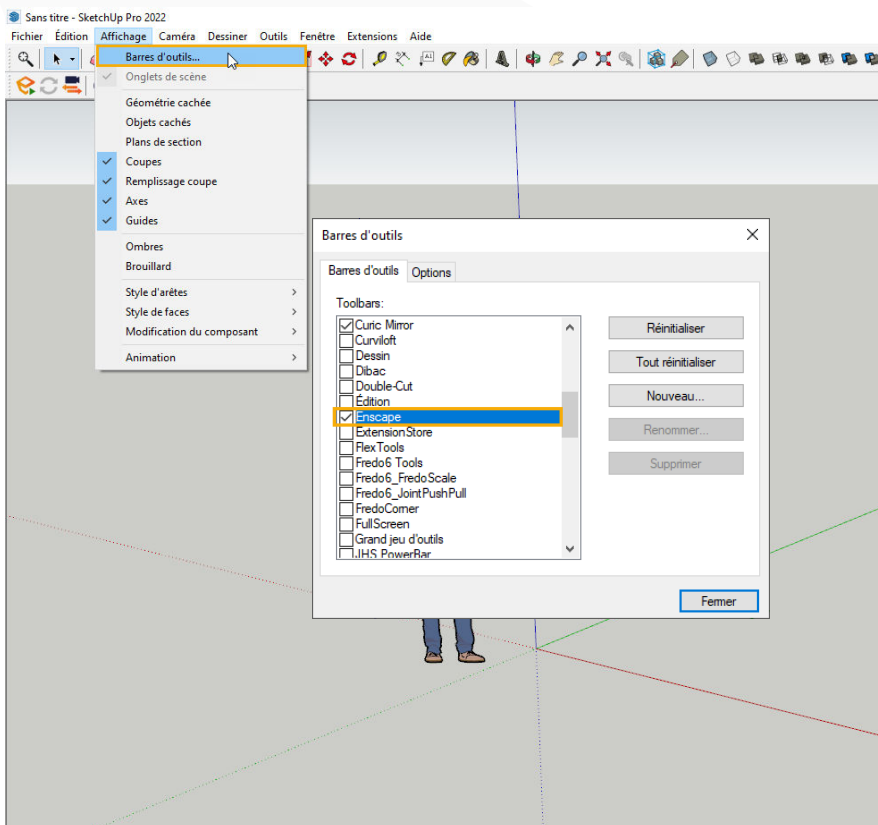 Sans titre - SketchUp Pro 2022
Fichier Édition Affichage Caméra Dessiner Outils Fenêtre Extensions Aide
Barres d'outils...
Onglets de scène
Géométrie cachée
Objets cachés
Plans de section
Coupes
Remplissage coupe
Axes
Guides
Ombres
Brouillard
Style d'arêtes
Style de faces
Modification du composant
Animation
Barres d'outils
Barres d'outils Options
Toolbars:
Curic Mirror
Curviloft
Dessin
Dibac
Double-Cut
Édition
Enscape
ExtensionStore
FlexTools
Fredo6 Tools
Fredo6_FredoScale
Fredo6_JointPushPull
FredoCorner
FullScreen
Grand jeu d'outils
JHS PowerBar
Réinitialiser
Tout réinitialiser
Nouveau...
Renommer...
Supprimer
Fermer